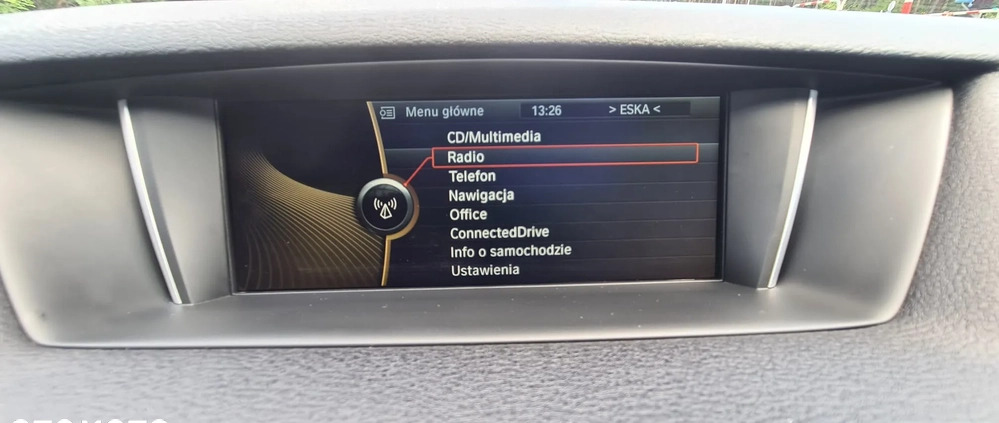 Menu główne 13:26 > ESKA <
CD/Multimedia
Radio
Telefon
Nawigacja
Office
ConnectedDrive
Info o samochodzie
Ustawienia